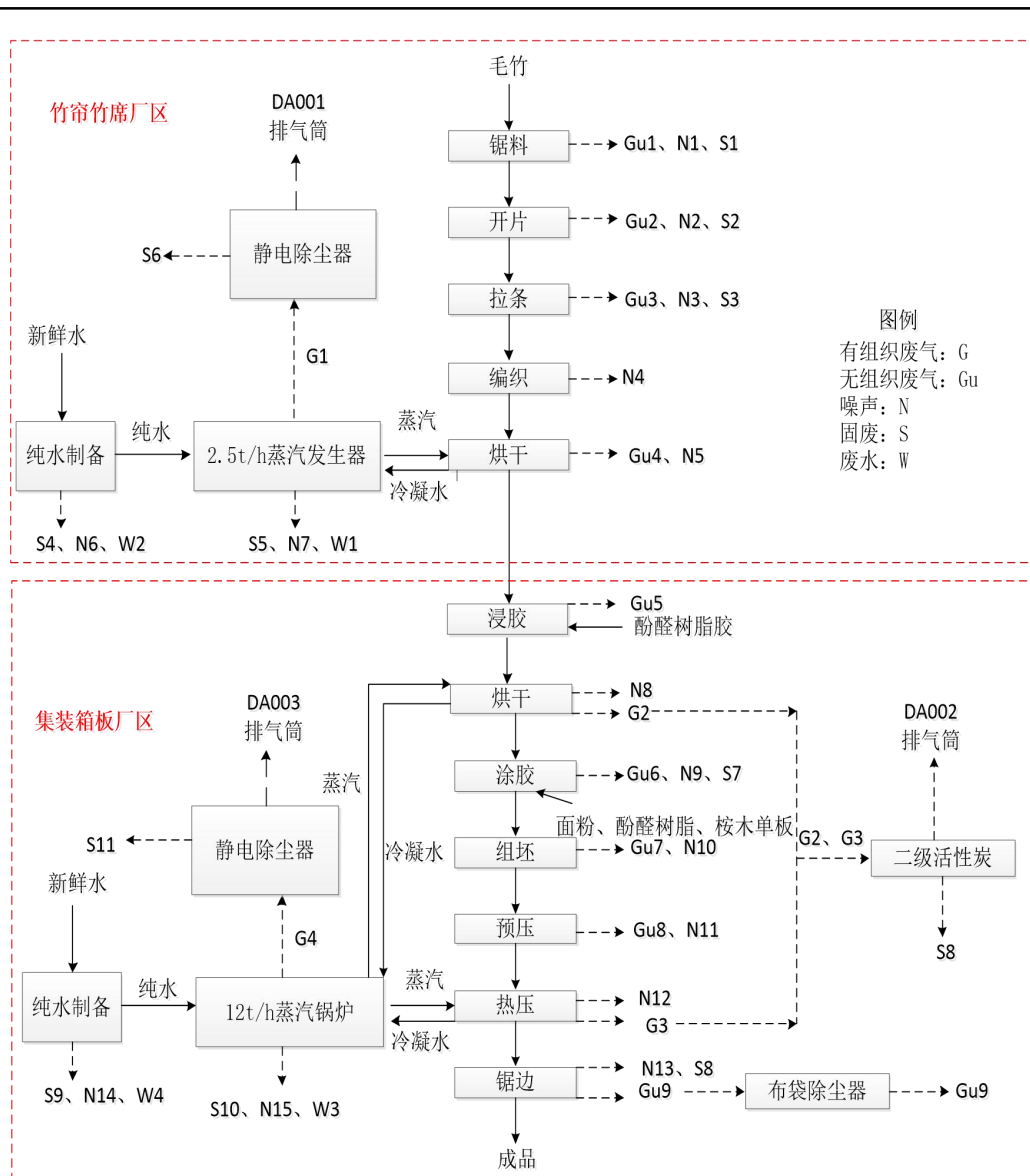 毛竹
竹帘竹席厂区
DA001
排气筒
锯料
Gu1、N1、S1
开片
Gu2、N2、S2
静电除尘器
S6
拉条
Gu3、N3、S3
图例
有组织废气：G
无组织废气：Gu
噪声：N
固废：S
废水：W
新鲜水
G1
编织
N4
纯水制备
纯水
2.5t/h蒸汽发生器
蒸汽
冷凝水
烘干
Gu4、N5
S4、N6、W2
S5、N7、W1
浸胶
Gu5
酚醛树脂胶
集装箱板厂区
DA003
排气筒
烘干
N8
G2
DA002
排气筒
蒸汽
涂胶
Gu6、N9、S7
面粉、酚醛树脂、桉木单板
S11
静电除尘器
冷凝水
组坯
Gu7、N10
G2、G3
二级活性炭
新鲜水
G4
预压
Gu8、N11
S8
纯水制备
纯水
12t/h蒸汽锅炉
蒸汽
冷凝水
热压
N12
G3
S9、N14、W4
S10、N15、W3
锯边
N13、S8
Gu9
布袋除尘器
Gu9
成品